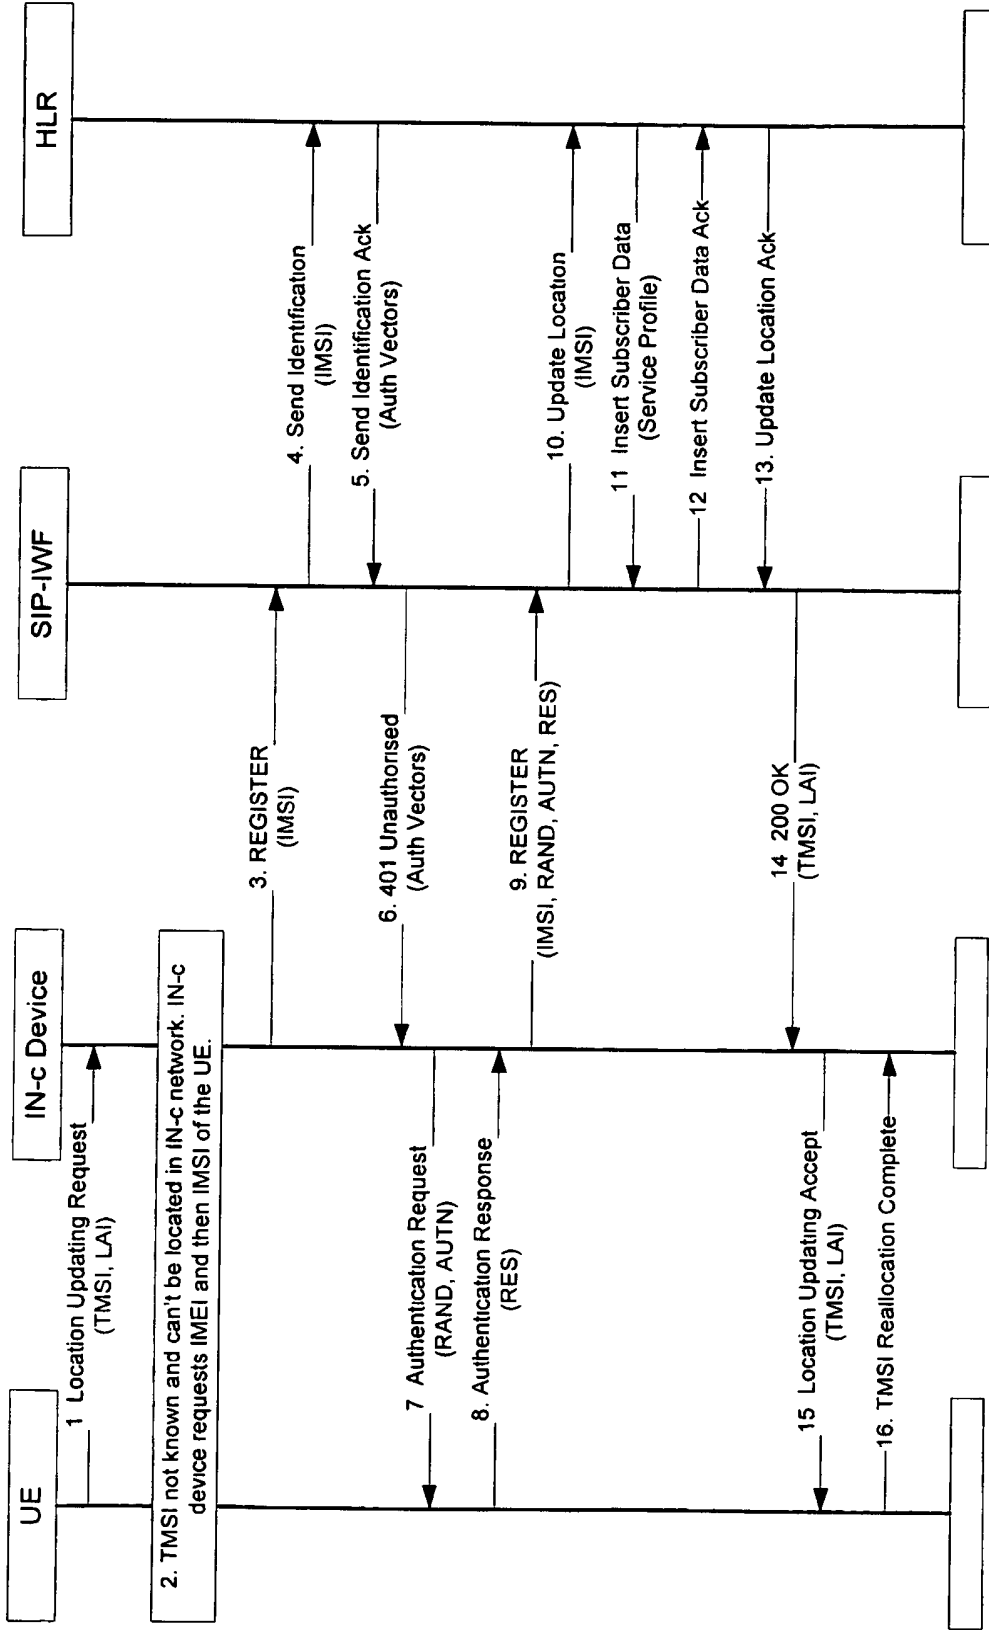 UE
IN-c Device
SIP-IWF
HLR
1 Location Updating Request
(TMSI, LAI)
2. TMSI not known and can't be located in IN-c network. IN-c
device requests IMEI and then IMSI of the UE.
3. REGISTER
(IMSI)
4. Send Identification
(IMSI)
5. Send Identification Ack
(Auth Vectors)
6. 401 Unauthorised
(Auth Vectors)
7 Authentication Request
(RAND, AUTN)
8. Authentication Response
(RES)
9. REGISTER
(IMSI, RAND, AUTN, RES)
10. Update Location
(IMSI)
11 Insert Subscriber Data
(Service Profile)
12 Insert Subscriber Data Ack
13. Update Location Ack
14 200 OK
(TMSI, LAI)
15 Location Updating Accept
(TMSI, LAI)
16. TMSI Reallocation Complete